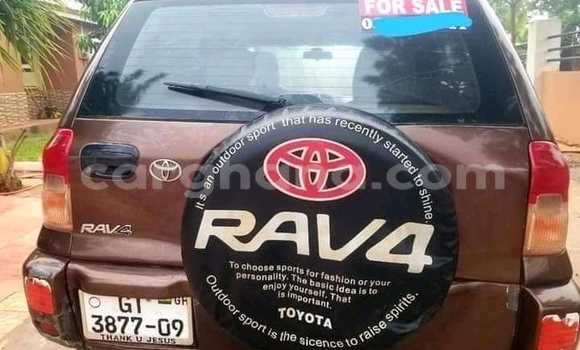 FOR SALE
It's an outdoor sport that has recently started to shine.
RAV4
RAV4
To choose sports for fashion or your
personality. The basic idea is to
enjoy yourself. That
is important.
TOYOTA
Outdoor sport is the sicence to raise spirits.
GT GH
3877-09
THANK U JESUS
carghana.com